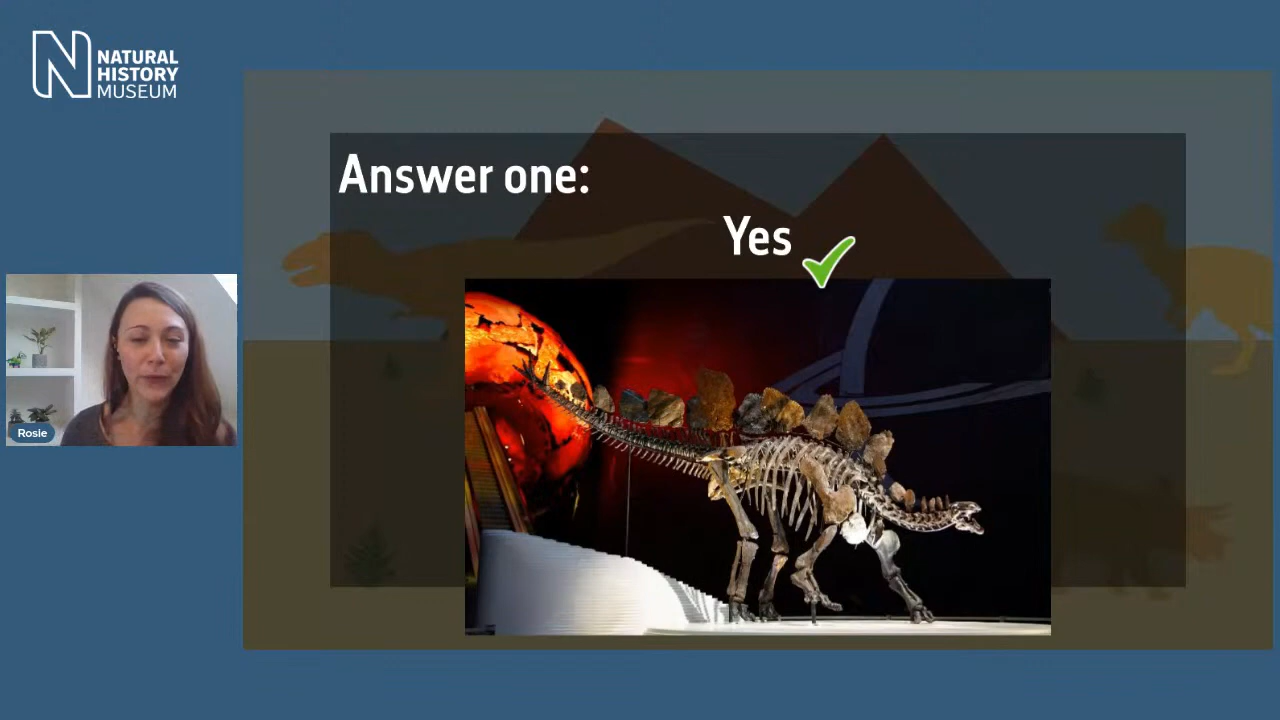 NATURAL
HISTORY
MUSEUM
Answer one:
Yes
Rosie